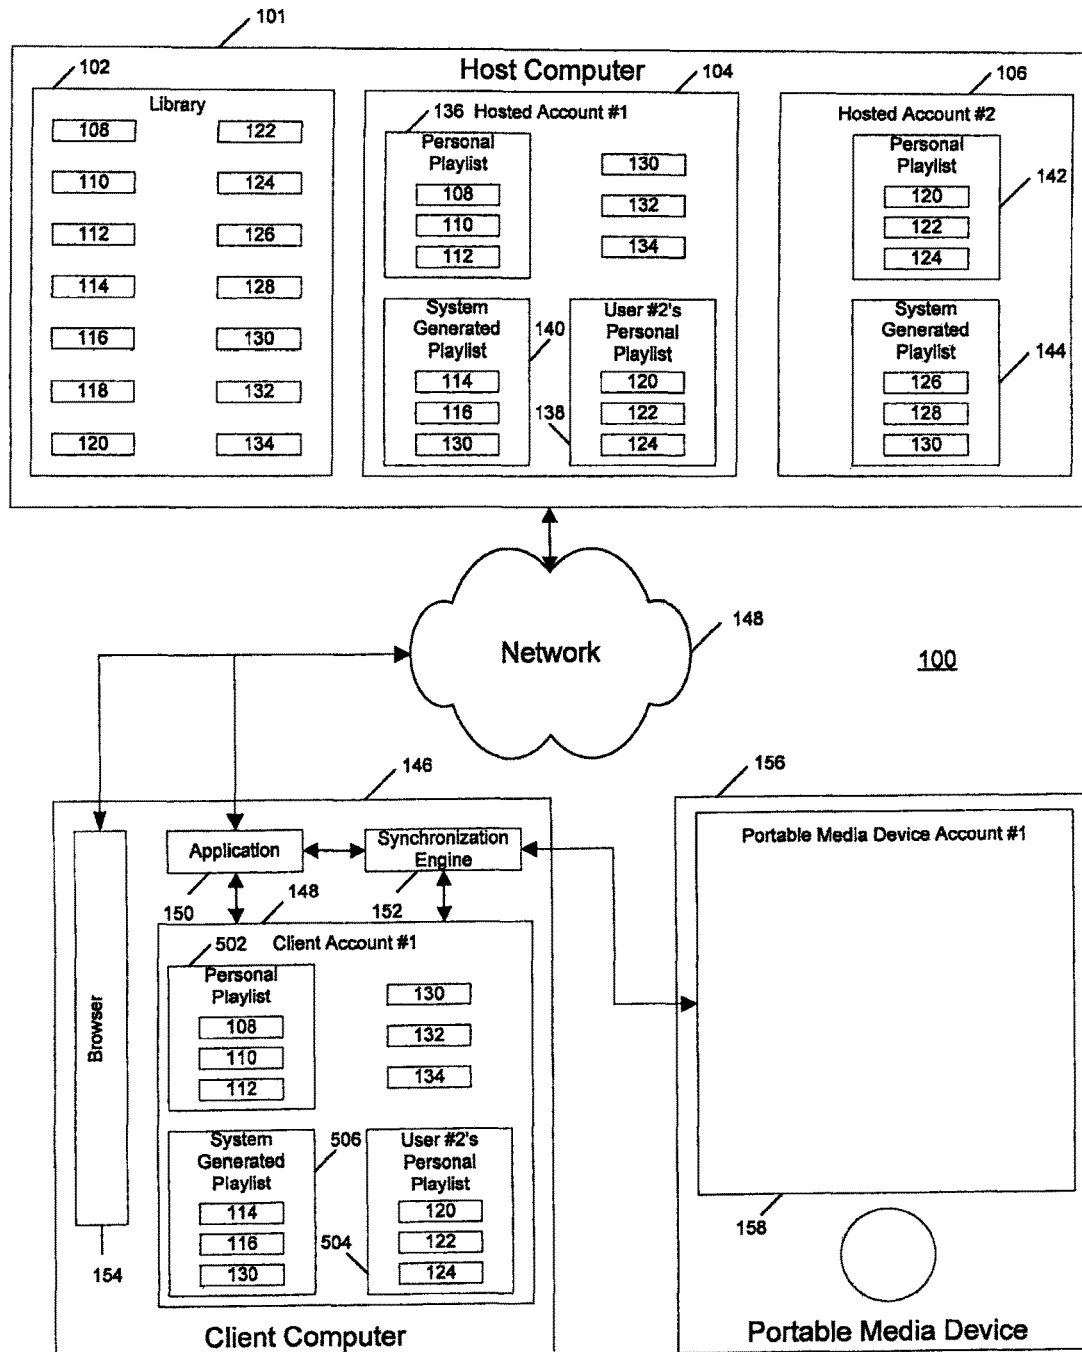 101
Host Computer
102
Library
108
110
112
114
116
118
120
122
124
126
128
130
132
134
104
136 Hosted Account #1
Personal
Playlist
108
110
112
130
132
134
System
Generated
Playlist
114
116
130
140
User #2's
Personal
Playlist
120
122
124
138
106
Hosted Account #2
Personal
Playlist
120
122
124
142
System
Generated
Playlist
126
128
130
144
Network
148
100
146
Application
150
Synchronization
Engine
152
148
Browser
154
502 Client Account #1
Personal
Playlist
108
110
112
130
132
134
System
Generated
Playlist
114
116
130
506
User #2's
Personal
Playlist
120
122
124
504
Client Computer
156
Portable Media Device Account #1
158
Portable Media Device